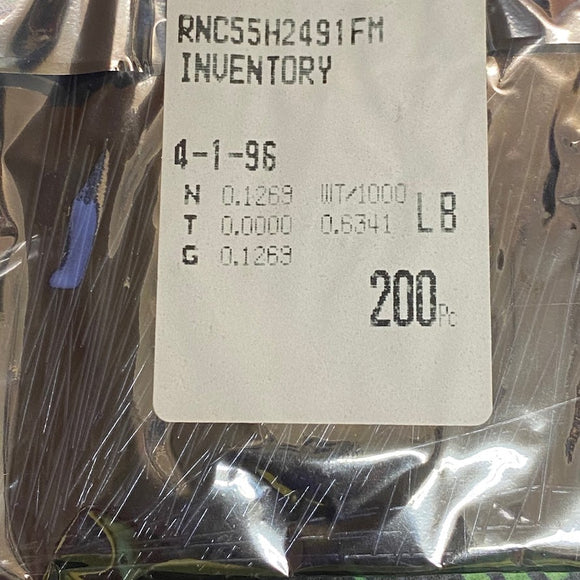 RNC55H2491FM
INVENTORY
4-1-96
N 0.1269 WT/1000
T 0.0000 0.6341 LB
G 0.1269
200Pc